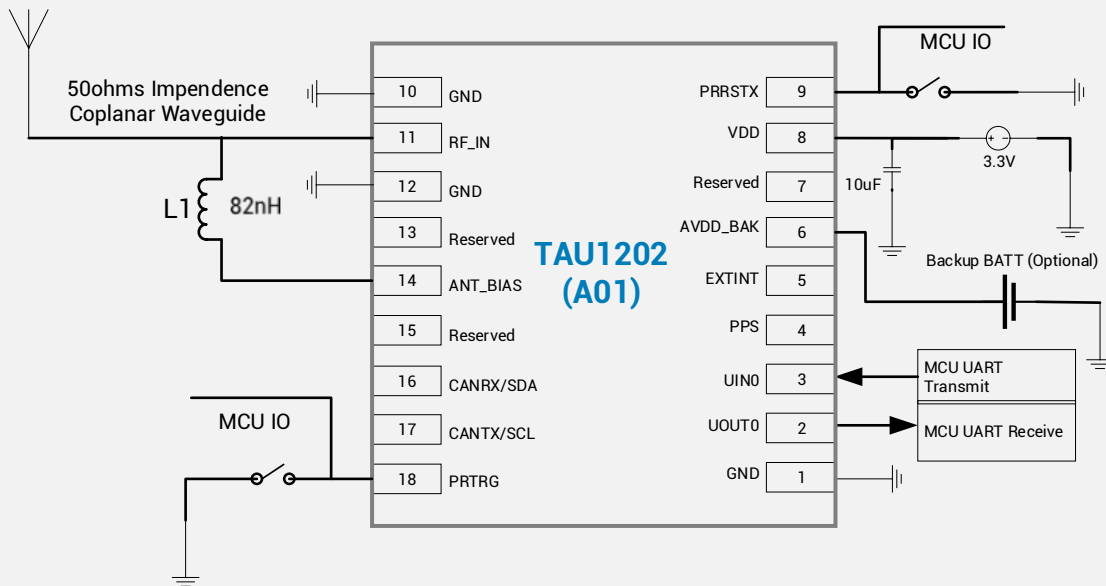 MCU IO
50ohms Impendence
Coplanar Waveguide
10
GND
11
RF_IN
12
GND
L1
82nH
13
Reserved
14
ANT_BIAS
15
Reserved
16
CANRX/SDA
17
CANTX/SCL
18
PRTRG
MCU IO
TAU1202
(A01)
PRRSTX
9
VDD
8
3.3V
10uF
Reserved
7
AVDD_BAK
6
Backup BATT (Optional)
EXTINT
5
PPS
4
UIN0
3
MCU UART
Transmit
UOUT0
2
MCU UART Receive
GND
1